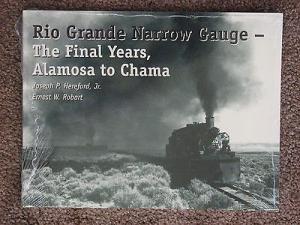 Rio Grande Narrow Gauge –
The Final Years,
Alamosa to Chama
Joseph P. Hereford, Jr.
Ernest W. Robart